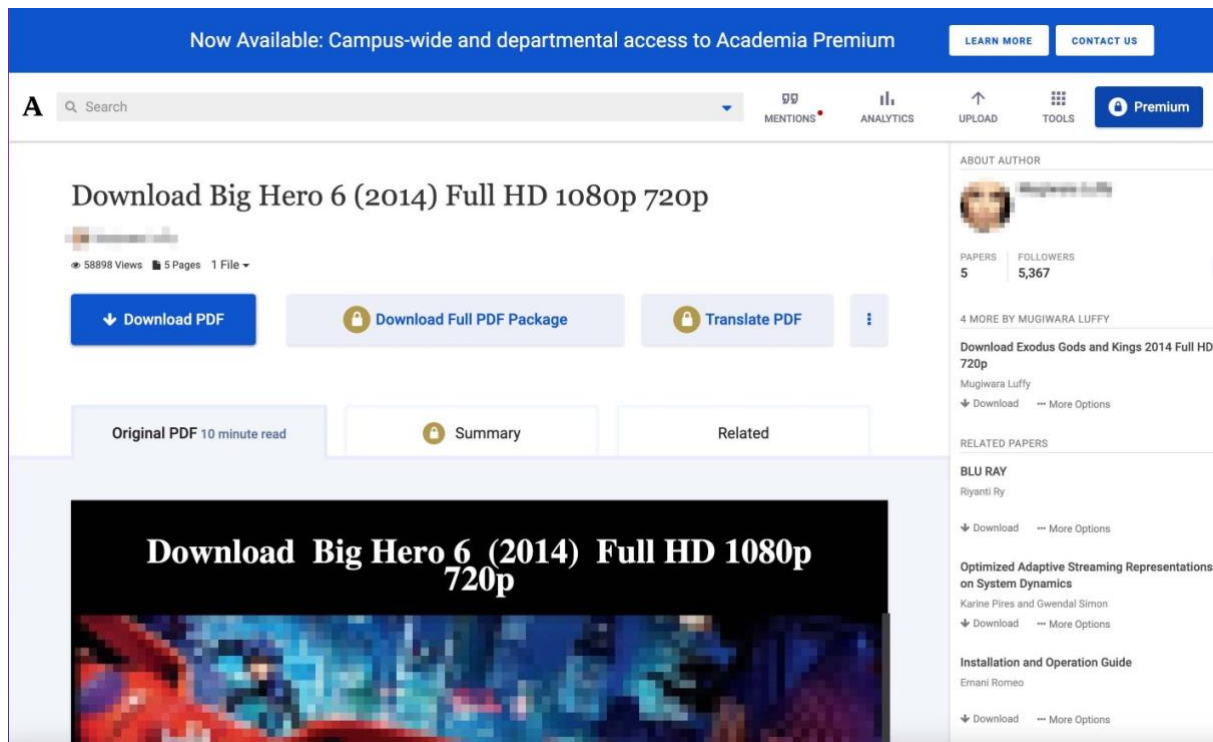 Now Available: Campus-wide and departmental access to Academia Premium
LEARN MORE
CONTACT US
A
Search
MENTIONS
ANALYTICS
UPLOAD
TOOLS
Premium
Download Big Hero 6 (2014) Full HD 1080p 720p
58898 Views 5 Pages 1 File
Download PDF
Download Full PDF Package
Translate PDF
Original PDF 10 minute read
Summary
Related
Download Big Hero 6 (2014) Full HD 1080p
720p
ABOUT AUTHOR
PAPERS
5
FOLLOWERS
5,367
4 MORE BY MUGIWARA LUFFY
Download Exodus Gods and Kings 2014 Full HD
720p
Mugiwara Luffy
Download
More Options
RELATED PAPERS
BLU RAY
Riyanti Ry
Download
More Options
Optimized Adaptive Streaming Representations
on System Dynamics
Karine Pires and Gwendal Simon
Download
More Options
Installation and Operation Guide
Ernani Romeo
Download
More Options